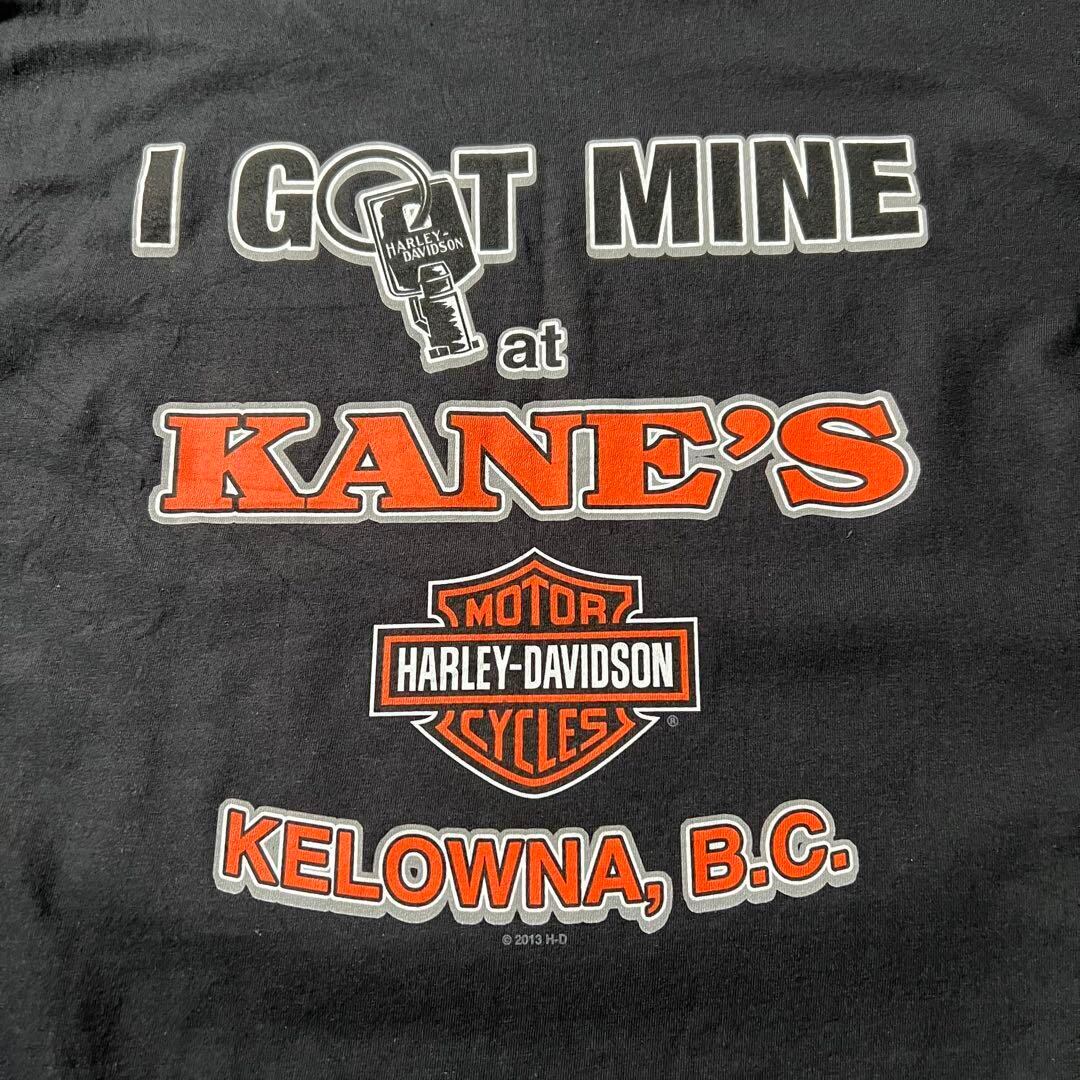 I GOT MINE
HARLEY-
DAVIDSON
at
KANE'S
MOTOR
HARLEY-DAVIDSON
CYCLES
®
KELOWNA, B.C.
© 2013 H-D